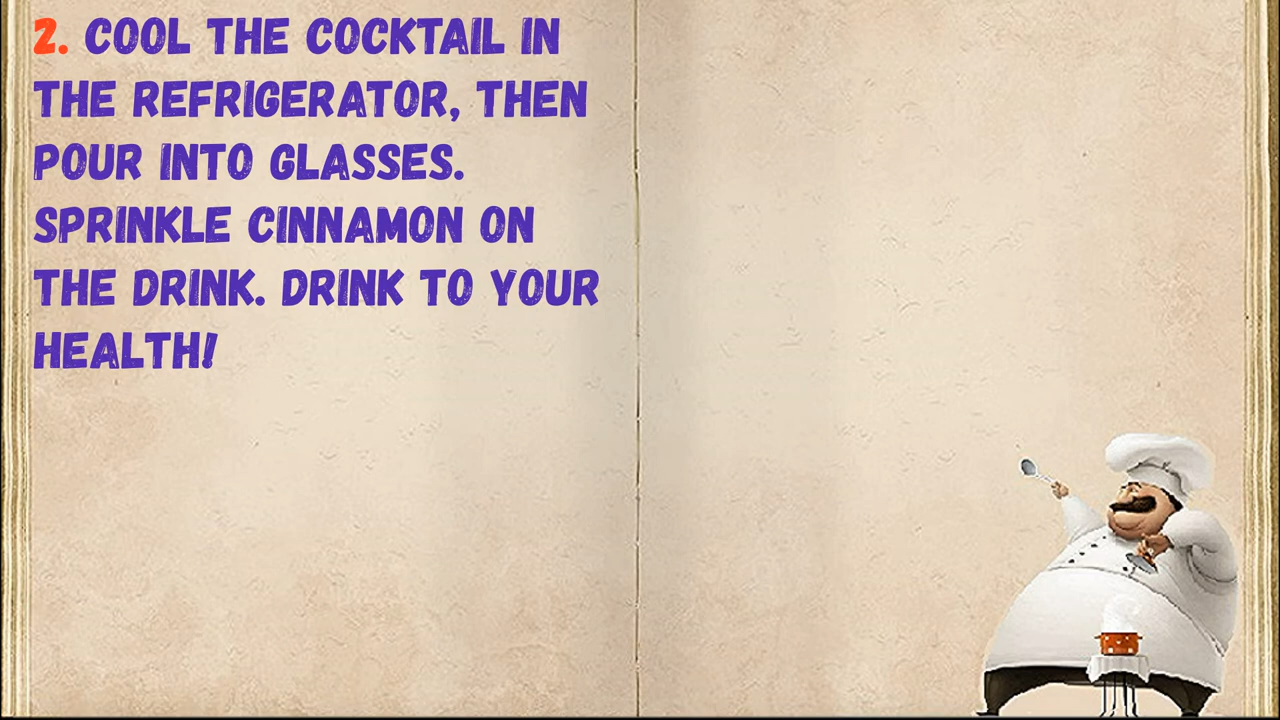 2. COOL THE COCKTAIL IN
THE REFRIGERATOR, THEN
POUR INTO GLASSES.
SPRINKLE CINNAMON ON
THE DRINK. DRINK TO YOUR
HEALTH!